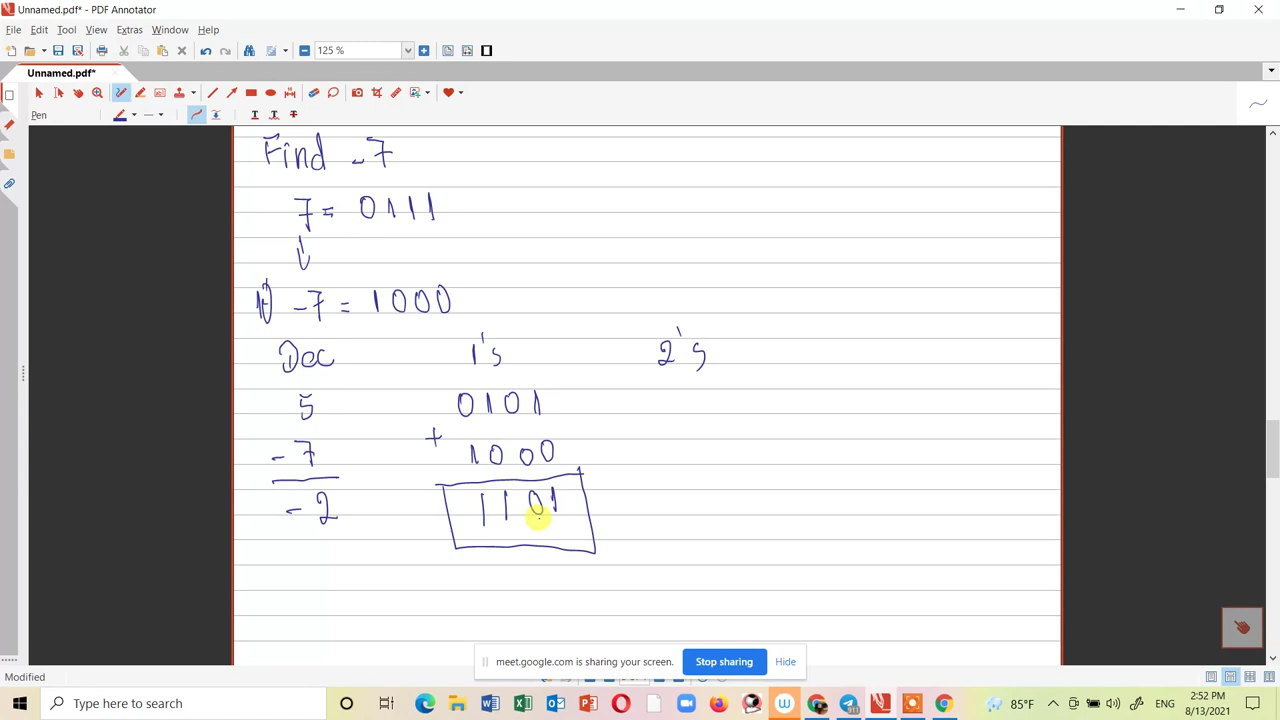 Unnamed.pdf* - PDF Annotator
File Edit Tool View Extras Window Help
125 %
Unnamed.pdf*
Pen
Find -7
7 = 0111
-7 = 1000
Dec 1's 2's
5 0101
+
-7 1000
-2 1101
meet.google.com is sharing your screen. Stop sharing Hide
Modified
Type here to search
85°F ENG 2:52 PM
8/13/2021